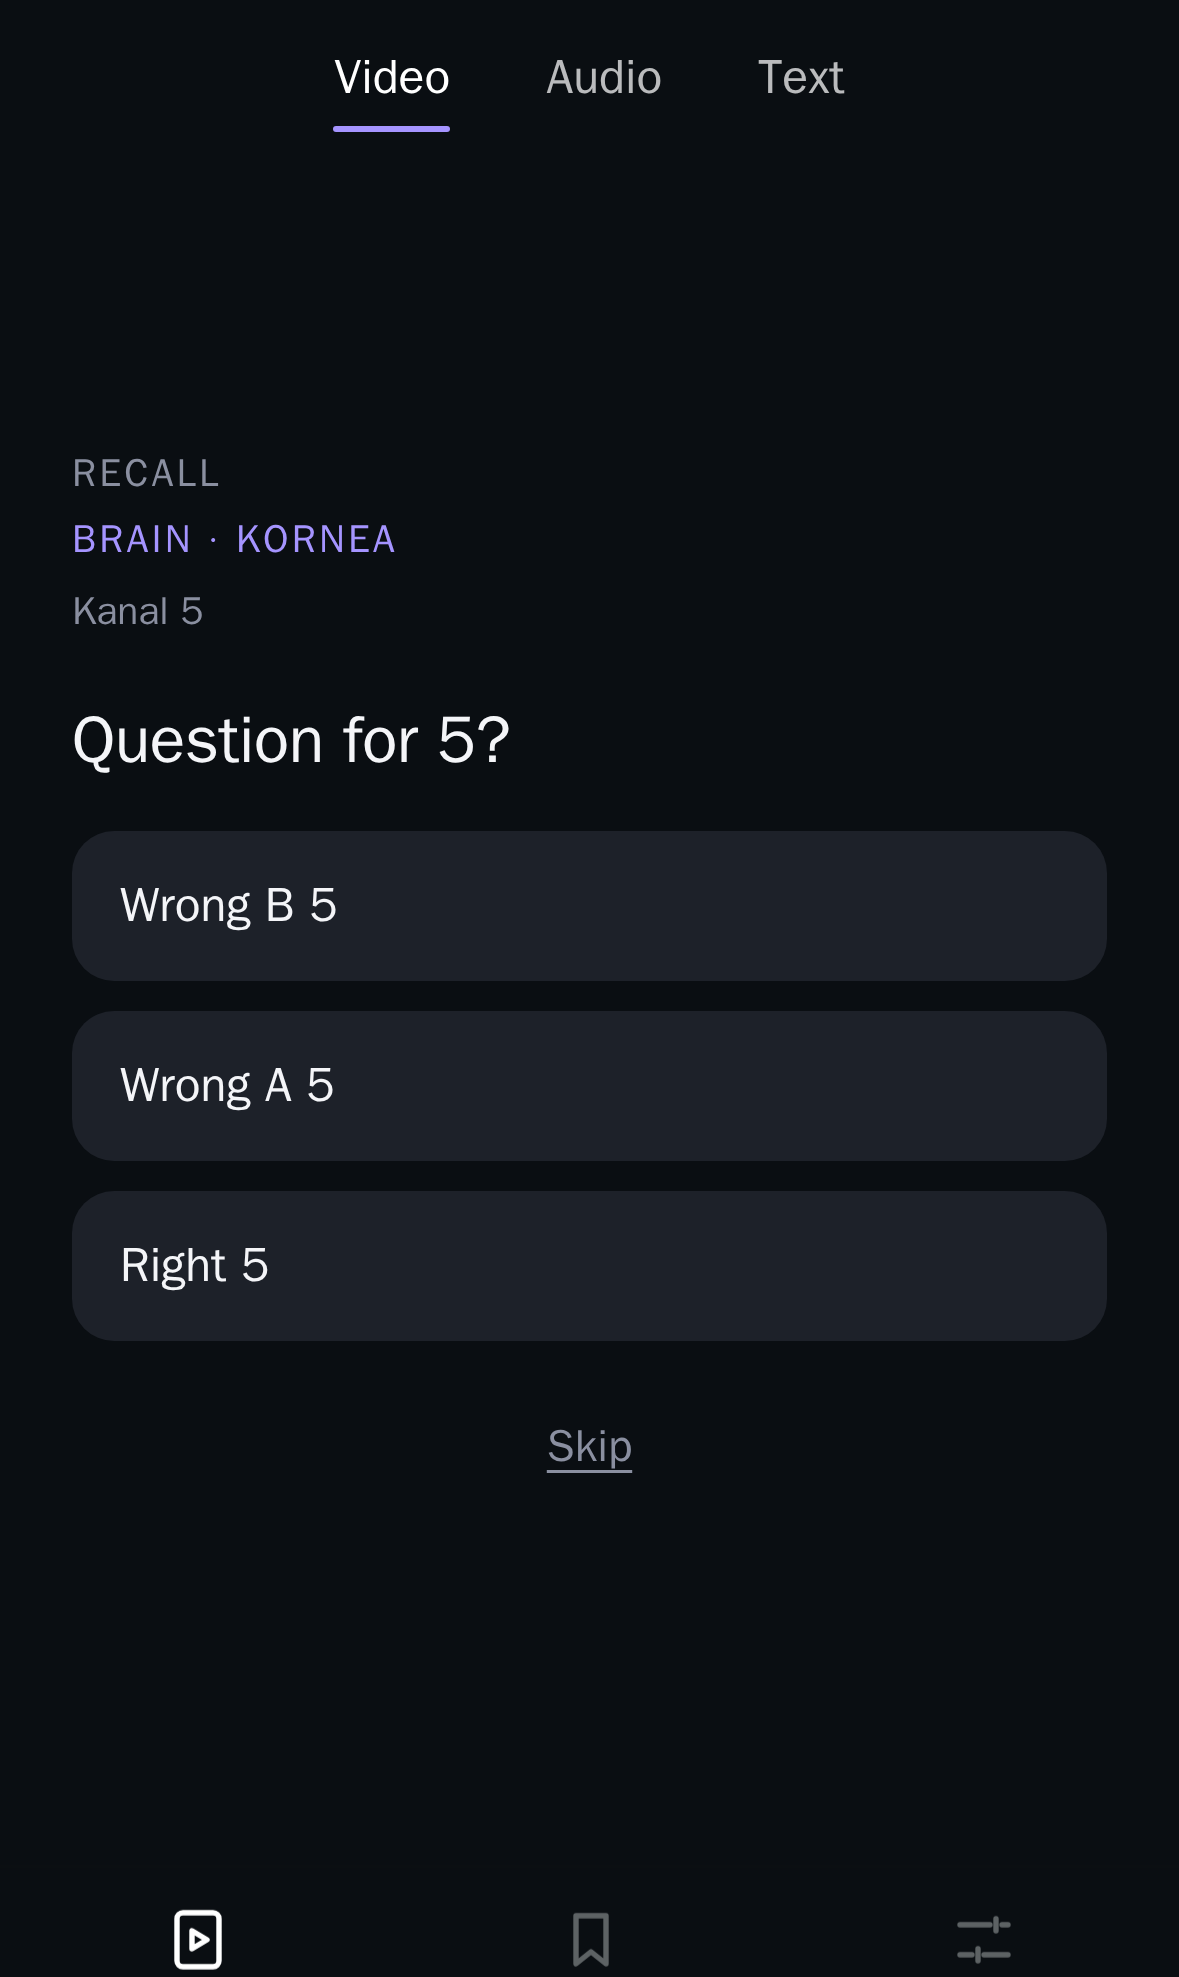 Video Audio Text
RECALL
BRAIN · KORNEA
Kanal 5
Question for 5?
Wrong B 5
Wrong A 5
Right 5
Skip